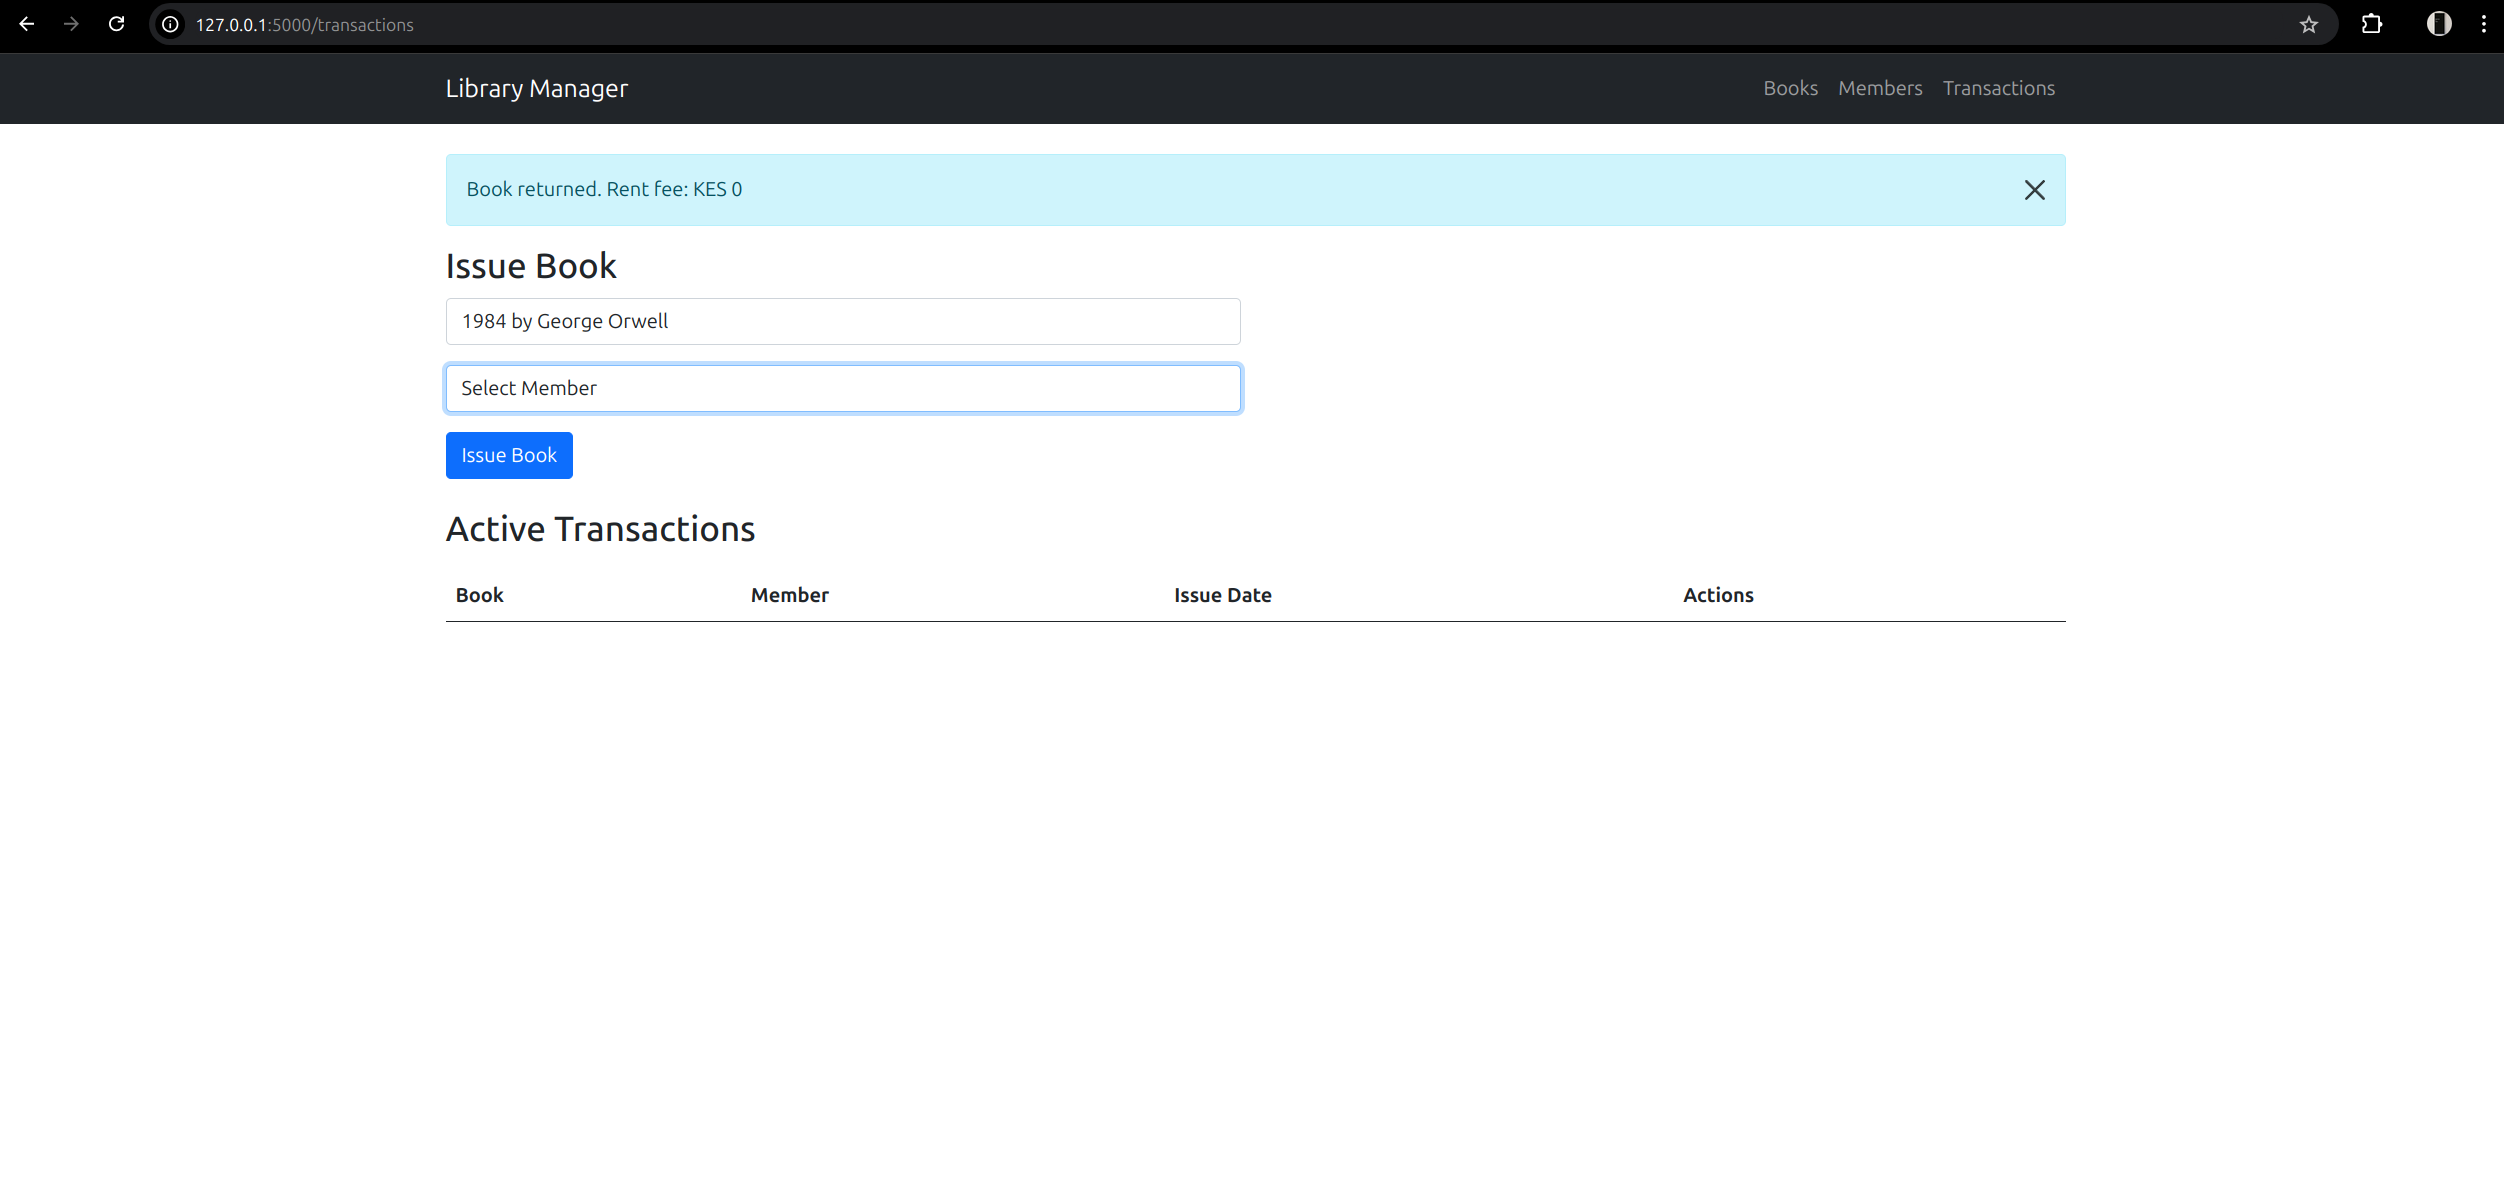 127.0.0.1:5000/transactions
Library Manager
Books Members Transactions
Book returned. Rent fee: KES 0
Issue Book
1984 by George Orwell
Select Member
Issue Book
Active Transactions
Book Member Issue Date Actions